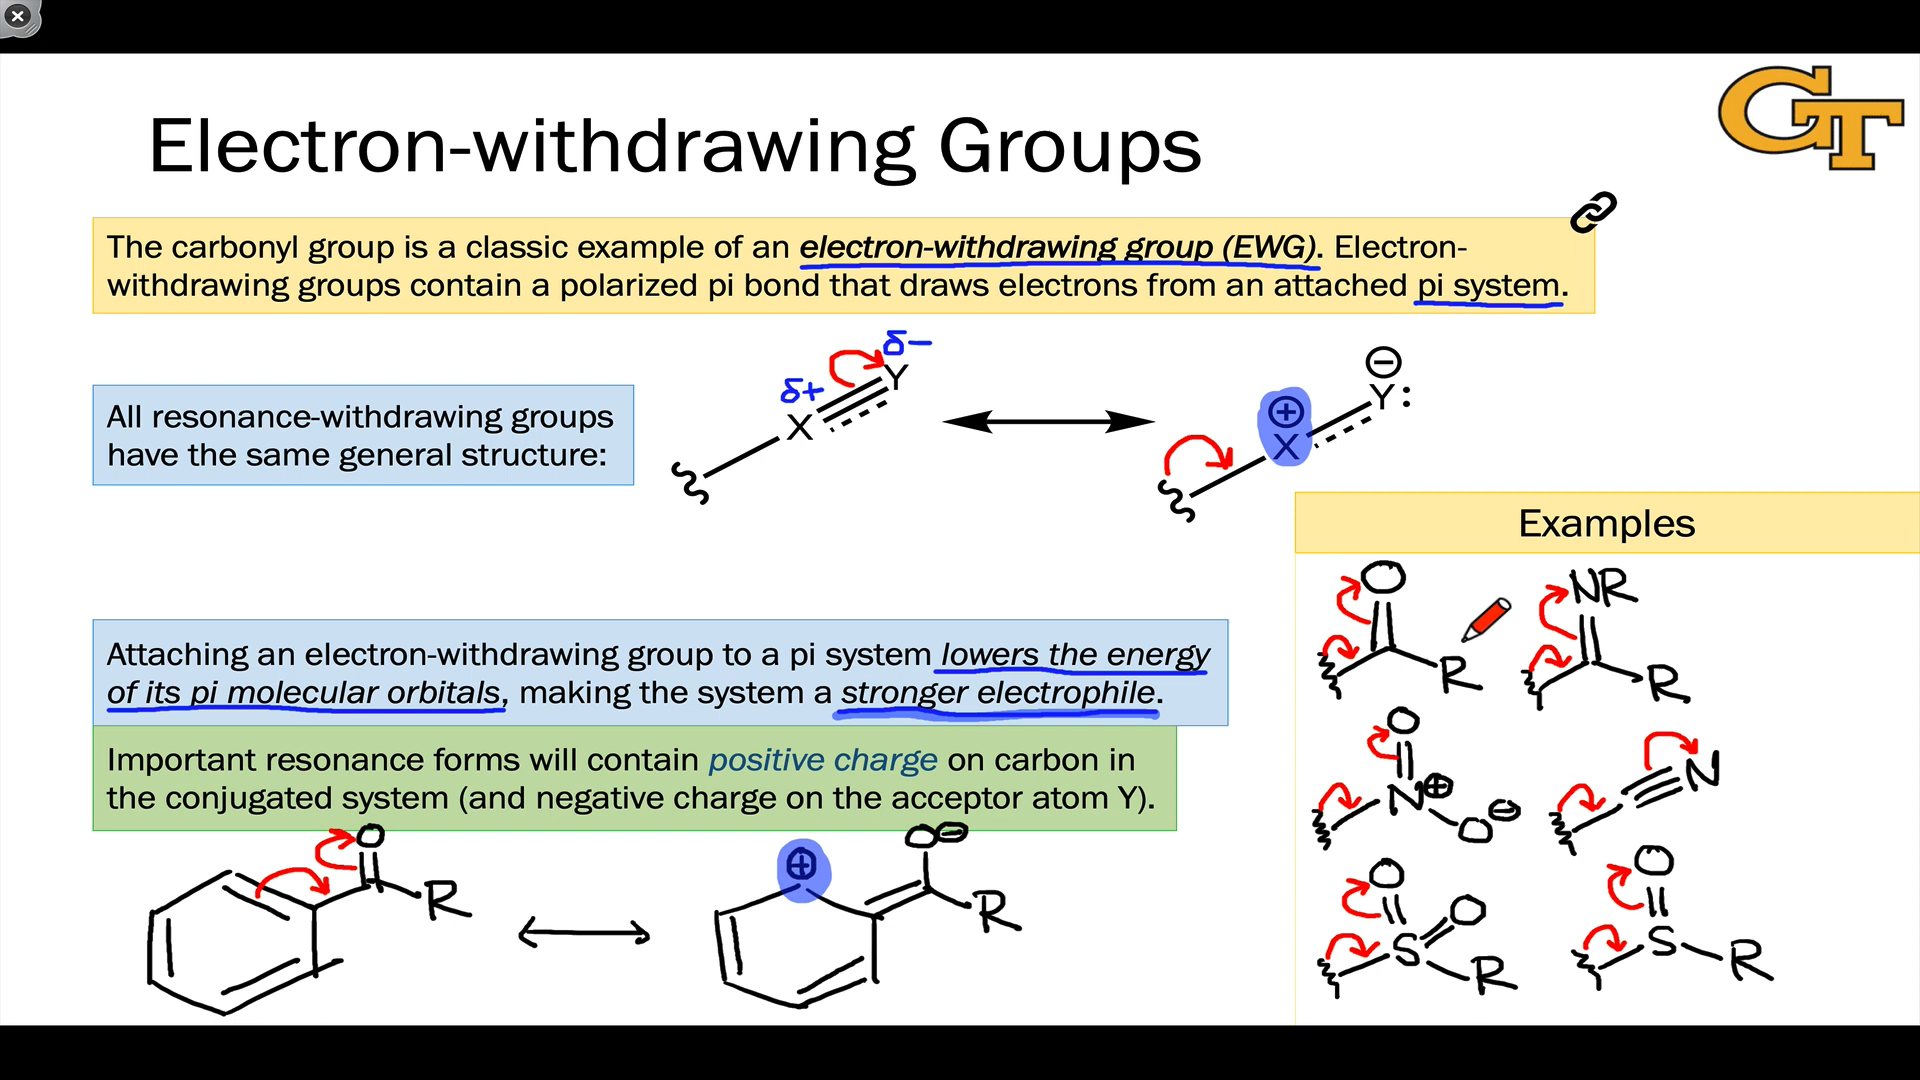 GT
Electron-withdrawing Groups
The carbonyl group is a classic example of an electron-withdrawing group (EWG). Electron-
withdrawing groups contain a polarized pi bond that draws electrons from an attached pi system.
All resonance-withdrawing groups
have the same general structure:
δ+ X Y δ−
⊕ X Y: ⊖
Examples
O R
NR R
O N⊕ O⊖
N
O S O R
O S R
Attaching an electron-withdrawing group to a pi system lowers the energy
of its pi molecular orbitals, making the system a stronger electrophile.
Important resonance forms will contain positive charge on carbon in
the conjugated system (and negative charge on the acceptor atom Y).
O R
⊕ O⊖ R